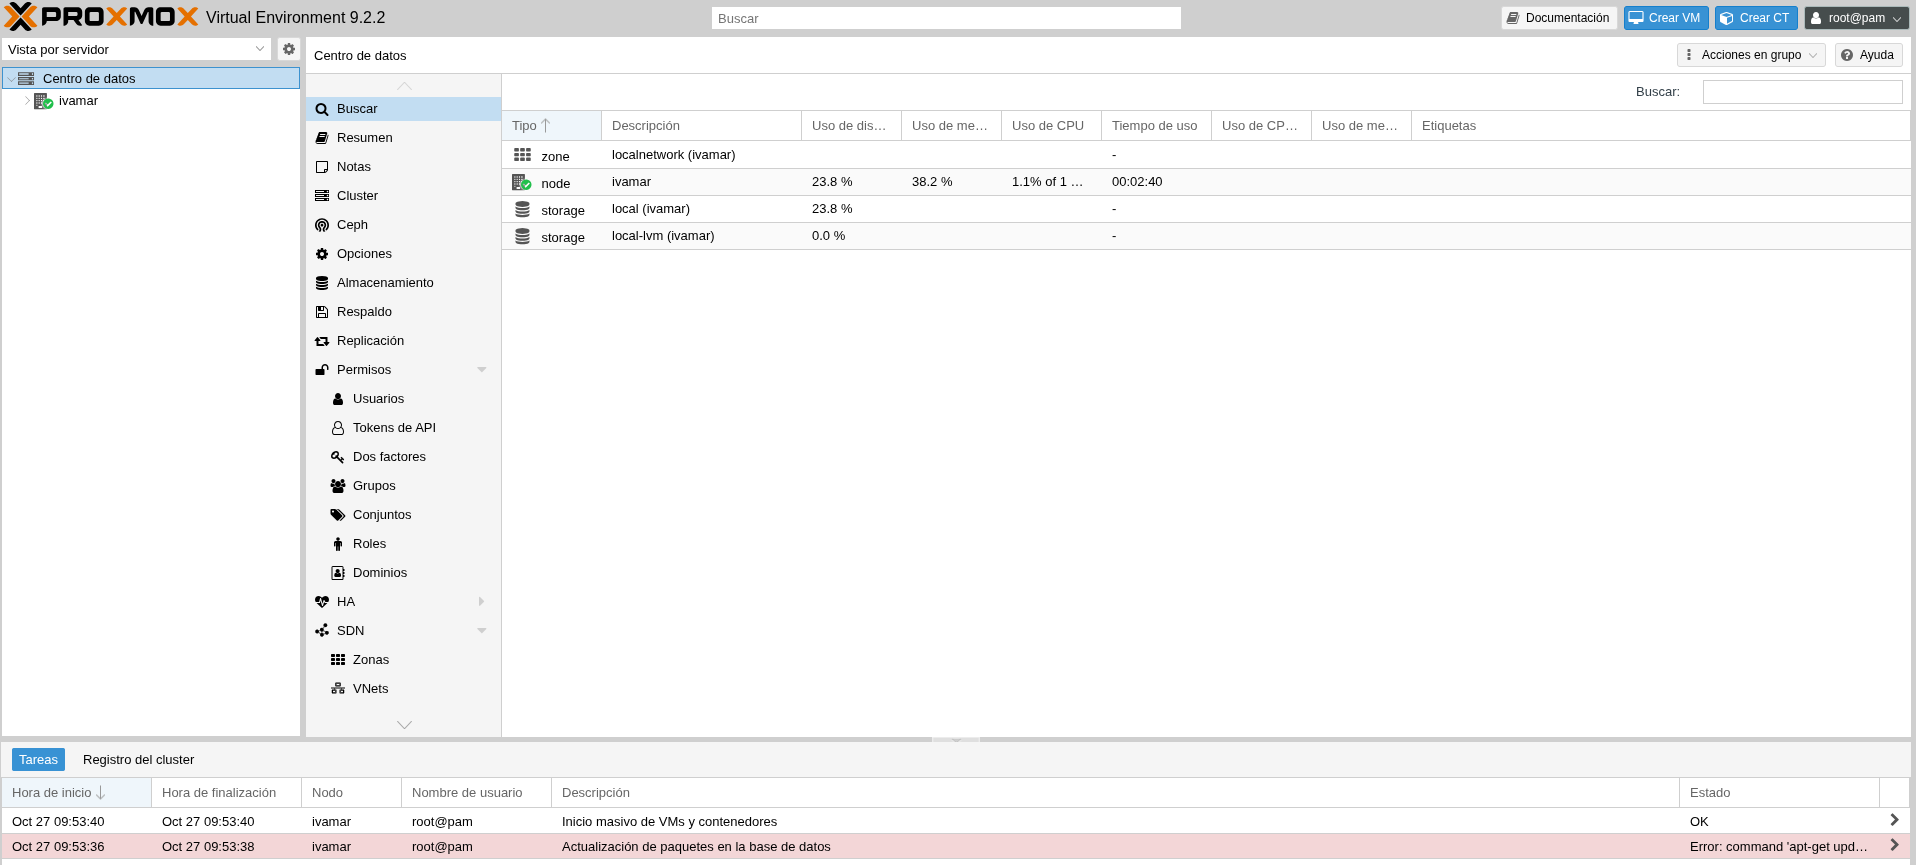 PROXMOX Virtual Environment 9.2.2 Buscar Documentación Crear VM Crear CT root@pam
Vista por servidor
Centro de datos
ivamar
Centro de datos Acciones en grupo Ayuda
Buscar
Resumen
Notas
Cluster
Ceph
Opciones
Almacenamiento
Respaldo
Replicación
Permisos
Usuarios
Tokens de API
Dos factores
Grupos
Conjuntos
Roles
Dominios
HA
SDN
Zonas
VNets
Buscar:
Tipo Descripción Uso de dis... Uso de me... Uso de CPU Tiempo de uso Uso de CP... Uso de me... Etiquetas
zone localnetwork (ivamar) -
node ivamar 23.8 % 38.2 % 1.1% of 1 ... 00:02:40
storage local (ivamar) 23.8 % -
storage local-lvm (ivamar) 0.0 % -
Tareas Registro del cluster
Hora de inicio Hora de finalización Nodo Nombre de usuario Descripción Estado
Oct 27 09:53:40 Oct 27 09:53:40 ivamar root@pam Inicio masivo de VMs y contenedores OK
Oct 27 09:53:36 Oct 27 09:53:38 ivamar root@pam Actualización de paquetes en la base de datos Error: command 'apt-get upd...